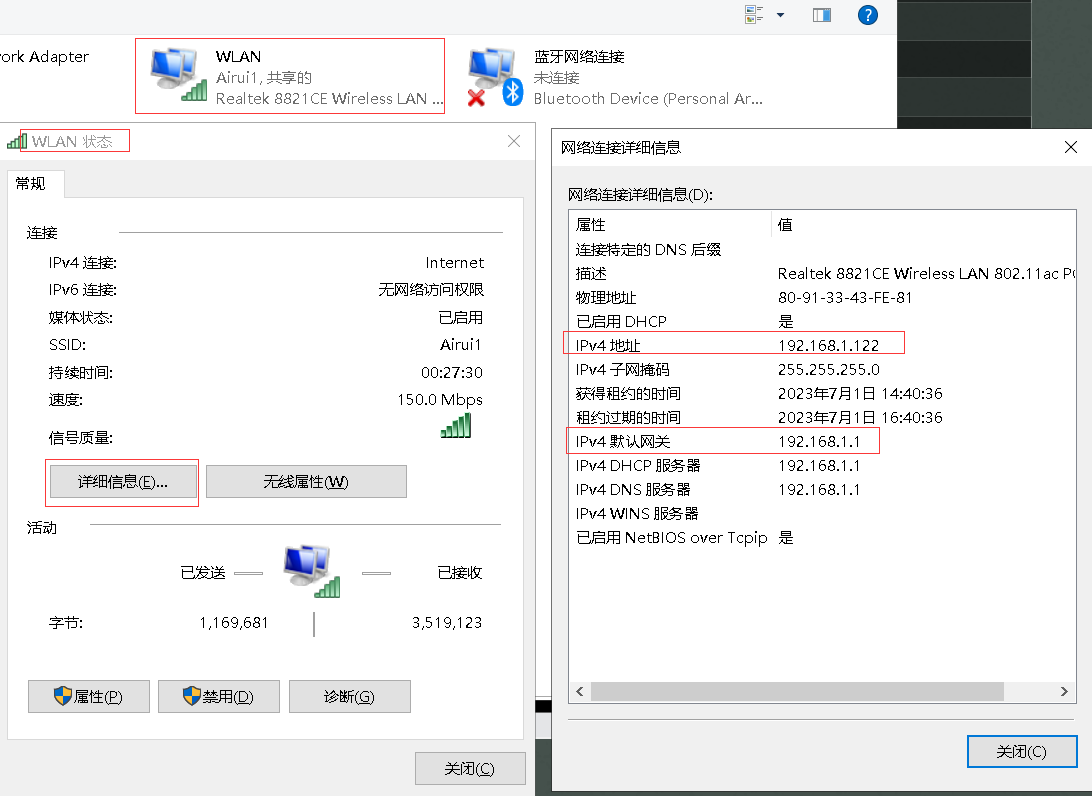 ork Adapter
WLAN
Airui1, 共享的
Realtek 8821CE Wireless LAN ...
蓝牙网络连接
未连接
Bluetooth Device (Personal Ar...
?
WLAN 状态
常规
连接
IPv4 连接: Internet
IPv6 连接: 无网络访问权限
媒体状态: 已启用
SSID: Airui1
持续时间: 00:27:30
速度: 150.0 Mbps
信号质量:
详细信息(E)... 无线属性(W)
活动
已发送 已接收
字节: 1,169,681 3,519,123
属性(P) 禁用(D) 诊断(G)
关闭(C)
网络连接详细信息
网络连接详细信息(D):
属性 值
连接特定的 DNS 后缀
描述 Realtek 8821CE Wireless LAN 802.11ac PC
物理地址 80-91-33-43-FE-81
已启用 DHCP 是
IPv4 地址 192.168.1.122
IPv4 子网掩码 255.255.255.0
获得租约的时间 2023年7月1日 14:40:36
租约过期的时间 2023年7月1日 16:40:36
IPv4 默认网关 192.168.1.1
IPv4 DHCP 服务器 192.168.1.1
IPv4 DNS 服务器 192.168.1.1
IPv4 WINS 服务器
已启用 NetBIOS over Tcpip 是
关闭(C)